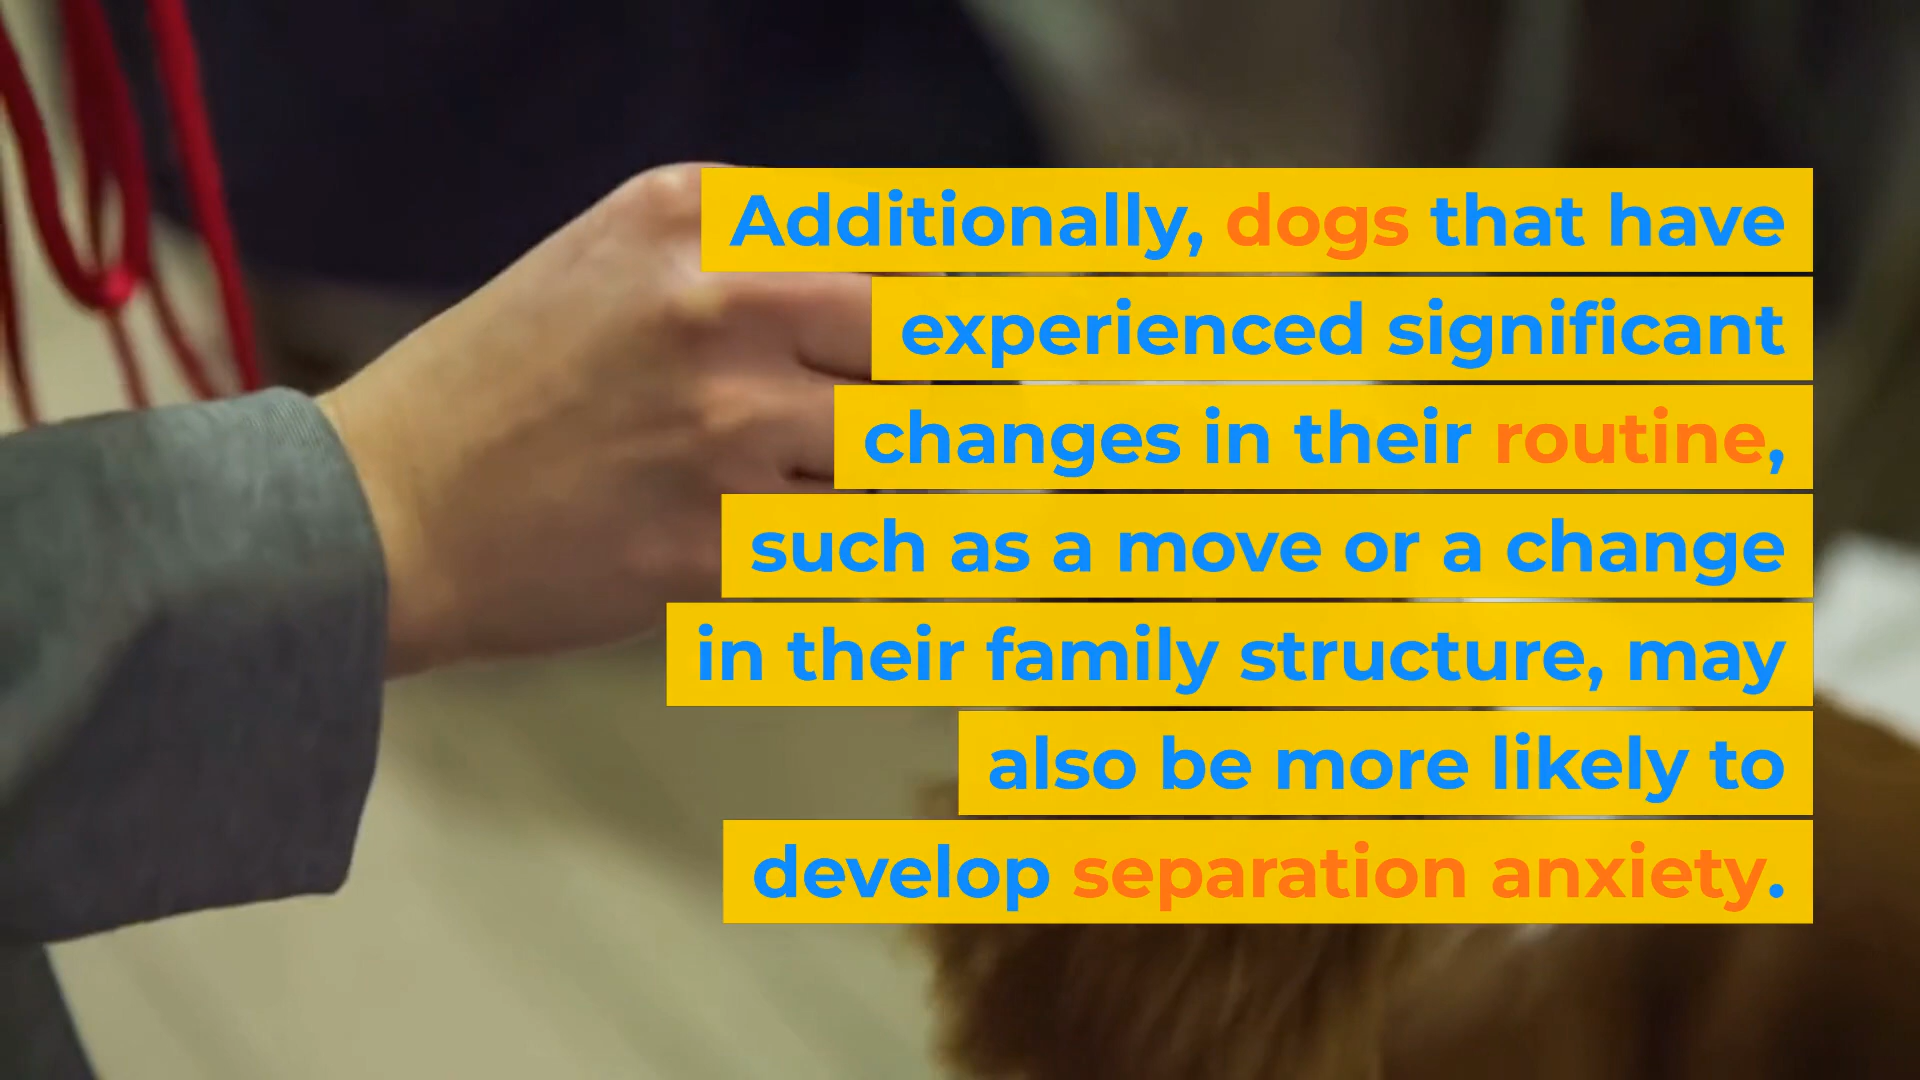 Additionally, dogs that have
experienced significant
changes in their routine,
such as a move or a change
in their family structure, may
also be more likely to
develop separation anxiety.